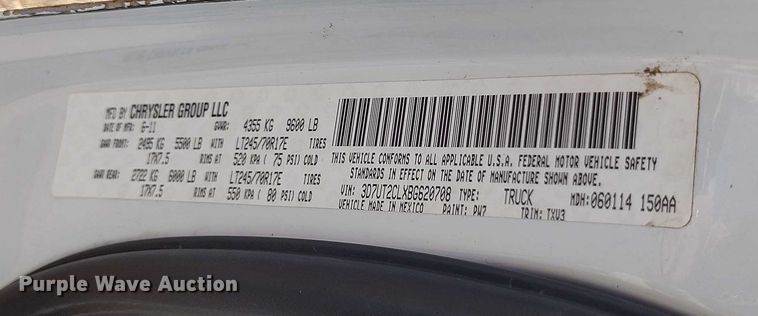 MFD BY CHRYSLER GROUP LLC
DATE OF MFR: 6-11 GVWR: 4355 KG 9600 LB
GAWR FRONT: 2495 KG 5500 LB WITH LT245/70R17E TIRES
17X7.5 RIMS AT 520 KPA ( 75 PSI) COLD
GAWR REAR: 2722 KG 6000 LB WITH LT245/70R17E TIRES
17X7.5 RIMS AT 550 KPA ( 80 PSI) COLD
THIS VEHICLE CONFORMS TO ALL APPLICABLE U.S.A. FEDERAL MOTOR VEHICLE SAFETY
STANDARDS IN EFFECT ON THE DATE OF MANUFACTURE SHOWN ABOVE.
VIN: 3D7UT2CLXBG620708 TYPE: TRUCK MDH: 060114 150AA
VEHICLE MADE IN MEXICO PAINT: PW7 TRIM: TXV3
Purple Wave Auction